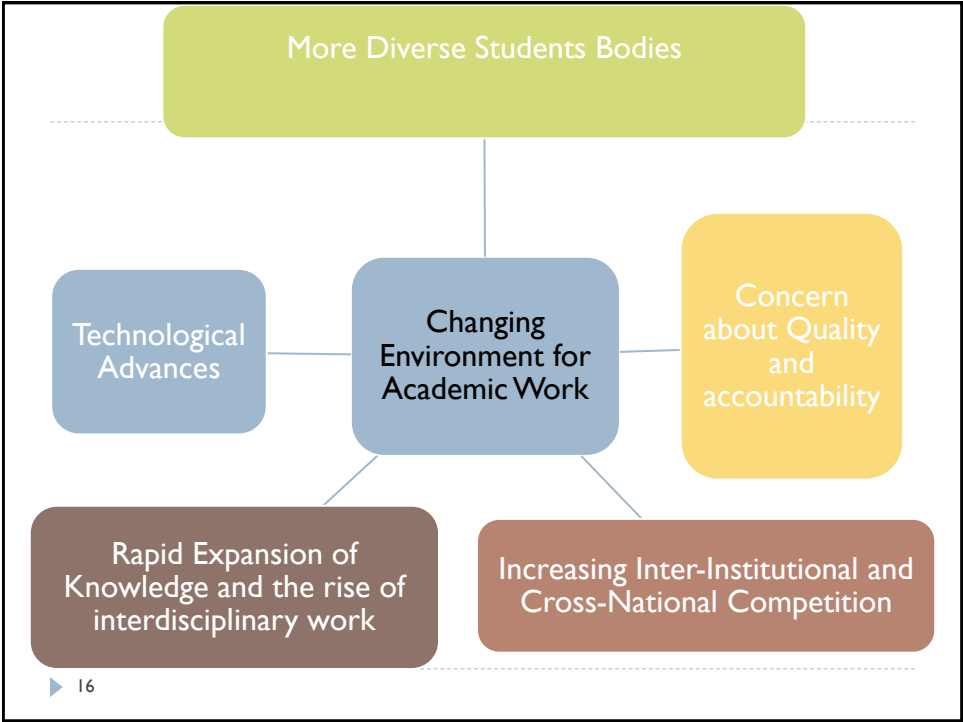 More Diverse Students Bodies
Technological
Advances
Changing
Environment for
Academic Work
Concern
about Quality
and
accountability
Rapid Expansion of
Knowledge and the rise of
interdisciplinary work
Increasing Inter-Institutional and
Cross-National Competition
16